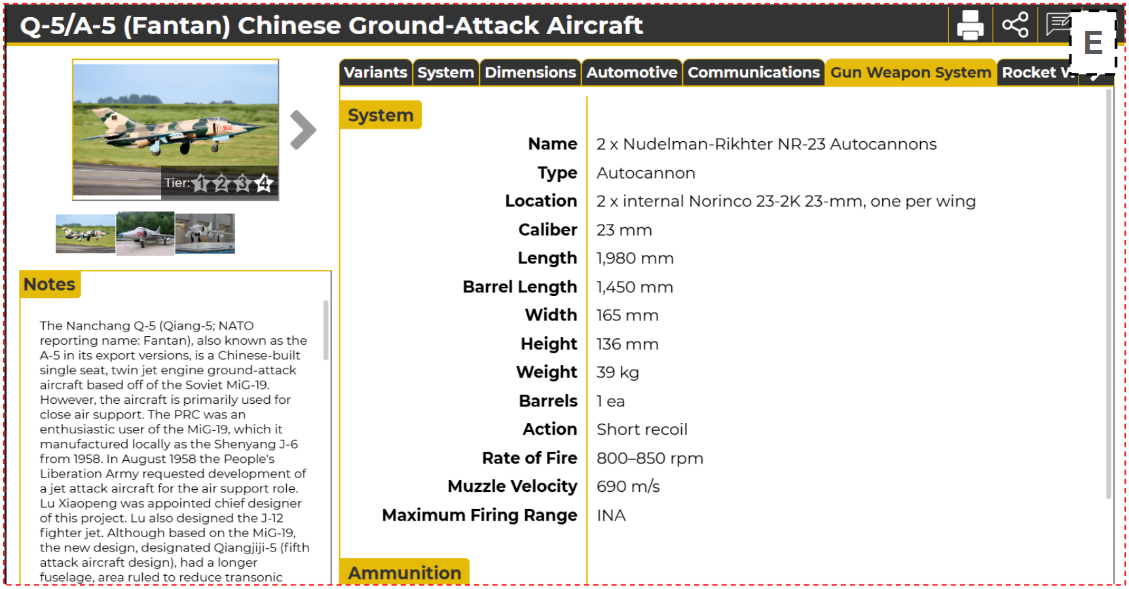 Q-5/A-5 (Fantan) Chinese Ground-Attack Aircraft
E
Variants System Dimensions Automotive Communications Gun Weapon System Rocket
Tier: 1 2 3 4
Notes
The Nanchang Q-5 (Qiang-5; NATO
reporting name: Fantan), also known as the
A-5 in its export versions, is a Chinese-built
single seat, twin jet engine ground-attack
aircraft based off of the Soviet MiG-19.
However, the aircraft is primarily used for
close air support. The PRC was an
enthusiastic user of the MiG-19, which it
manufactured locally as the Shenyang J-6
from 1958. In August 1958 the People's
Liberation Army requested development of
a jet attack aircraft for the air support role.
Lu Xiaopeng was appointed chief designer
of this project. Lu also designed the J-12
fighter jet. Although based on the MiG-19,
the new design, designated Qiangjiji-5 (fifth
attack aircraft design), had a longer
fuselage, area ruled to reduce transonic
System
Name 2 x Nudelman-Rikhter NR-23 Autocannons
Type Autocannon
Location 2 x internal Norinco 23-2K 23-mm, one per wing
Caliber 23 mm
Length 1,980 mm
Barrel Length 1,450 mm
Width 165 mm
Height 136 mm
Weight 39 kg
Barrels 1 ea
Action Short recoil
Rate of Fire 800–850 rpm
Muzzle Velocity 690 m/s
Maximum Firing Range INA
Ammunition